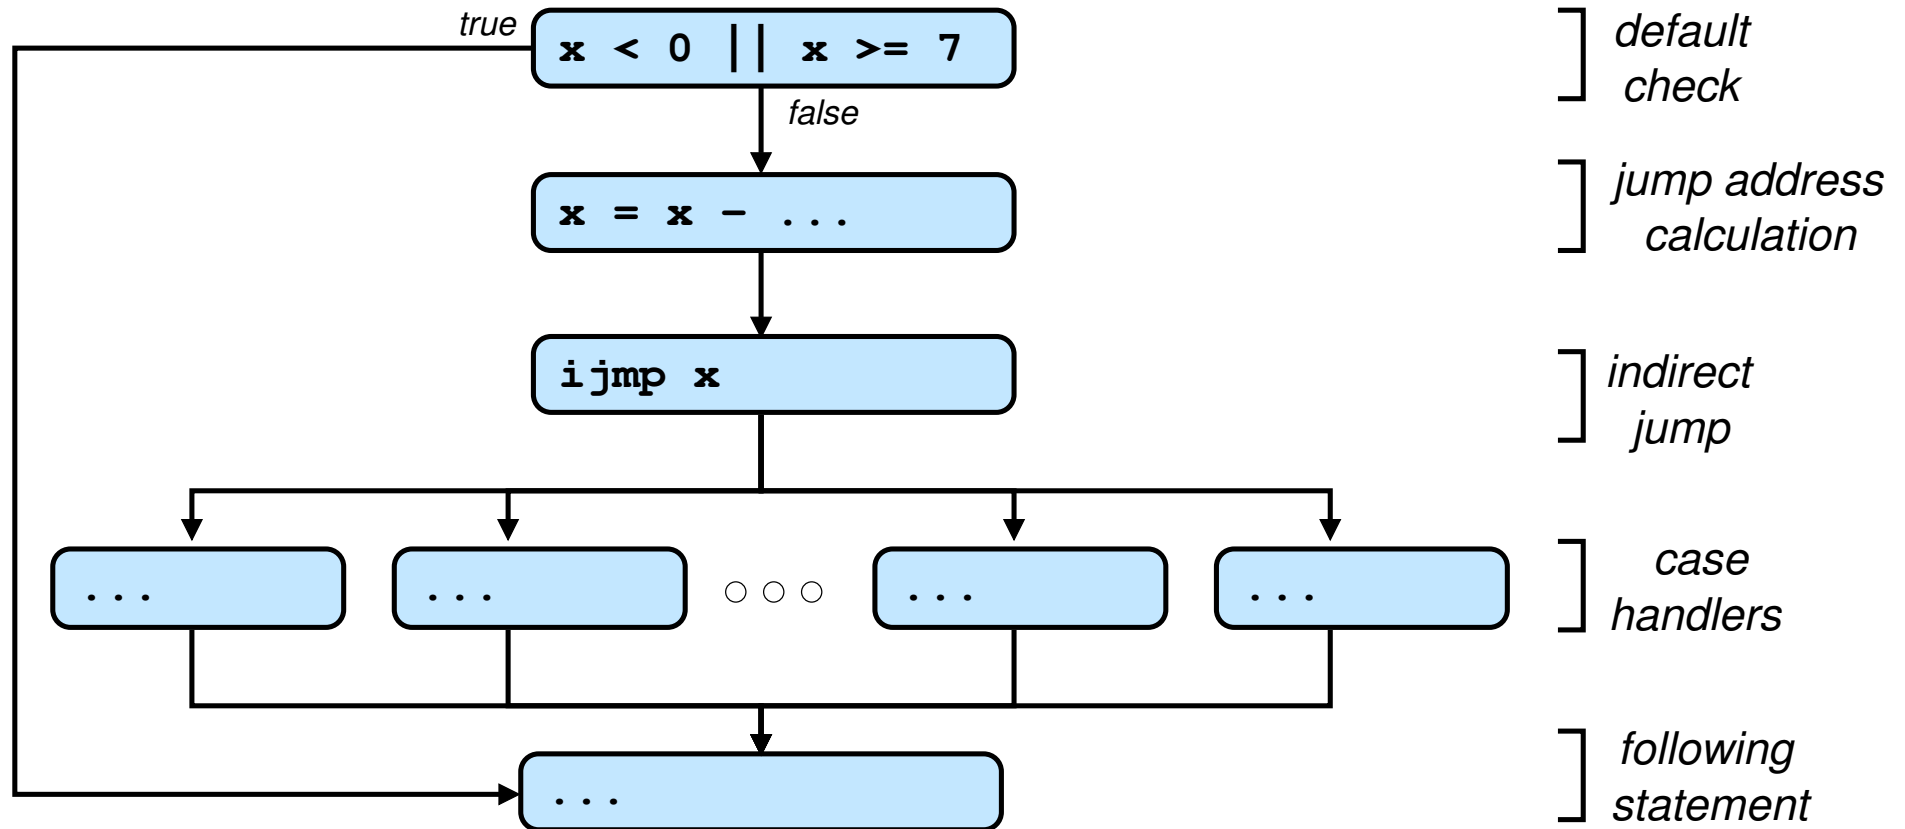 true
x < 0 || x >= 7
default
check
false
x = x - ...
jump address
calculation
ijmp x
indirect
jump
...
...
...
...
case
handlers
...
following
statement